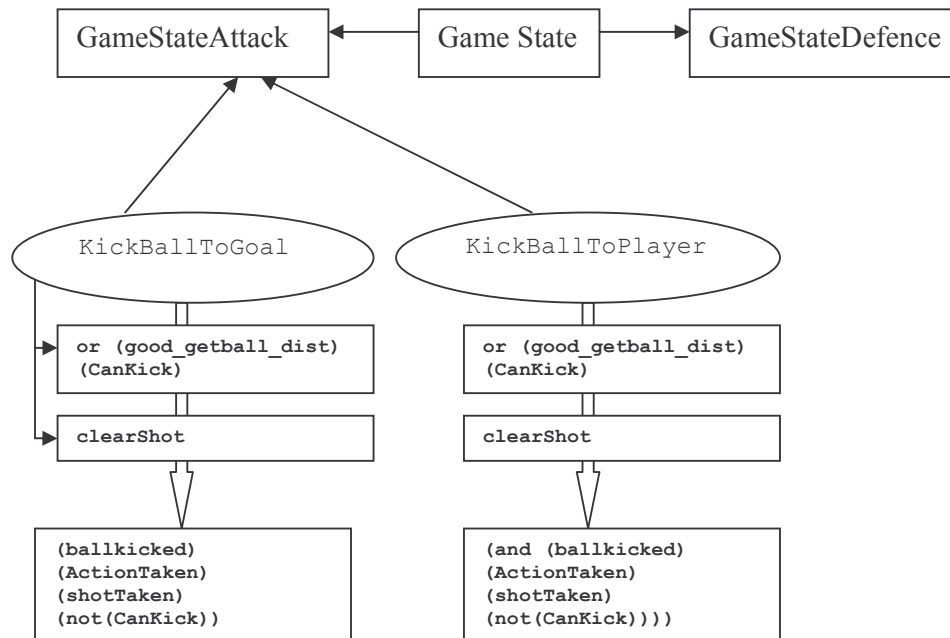 GameStateAttack
Game State
GameStateDefence
KickBallToGoal
KickBallToPlayer
or (good_getball_dist)
(CanKick)
or (good_getball_dist)
(CanKick)
clearShot
clearShot
(ballkicked)
(ActionTaken)
(shotTaken)
(not(CanKick))
(and (ballkicked)
(ActionTaken)
(shotTaken)
(not(CanKick))))